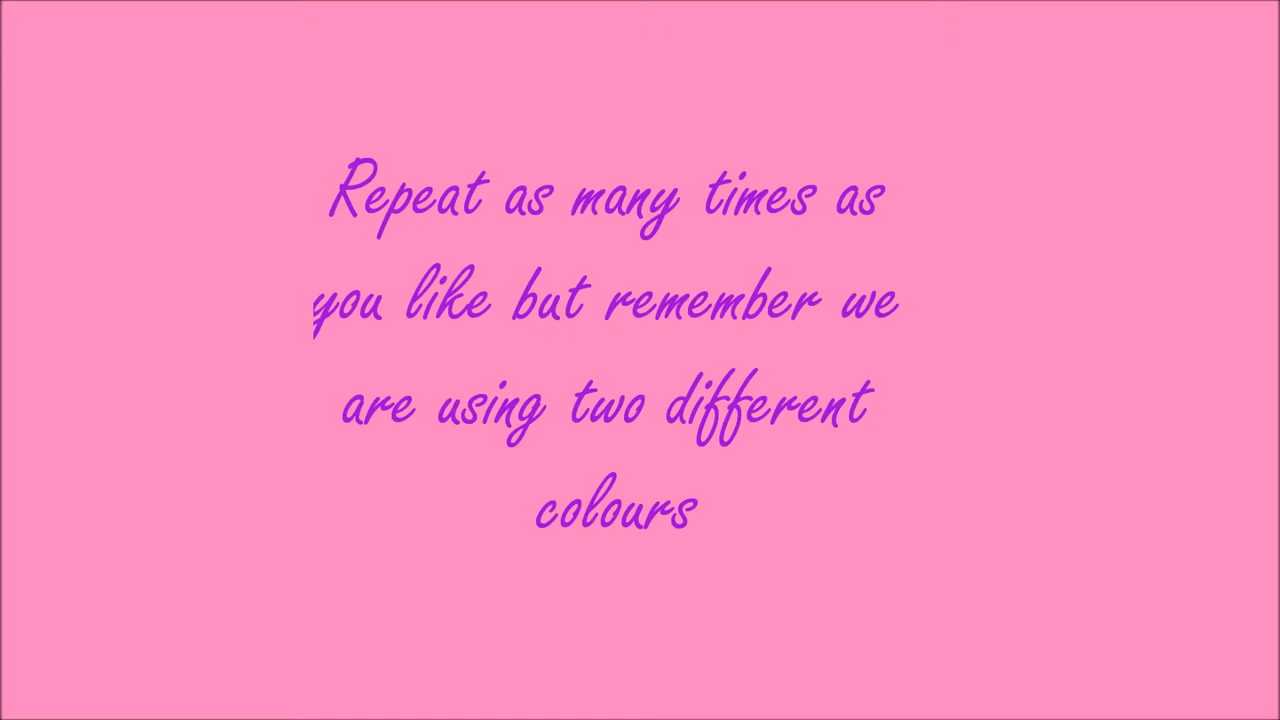 Repeat as many times as
you like but remember we
are using two different
colours